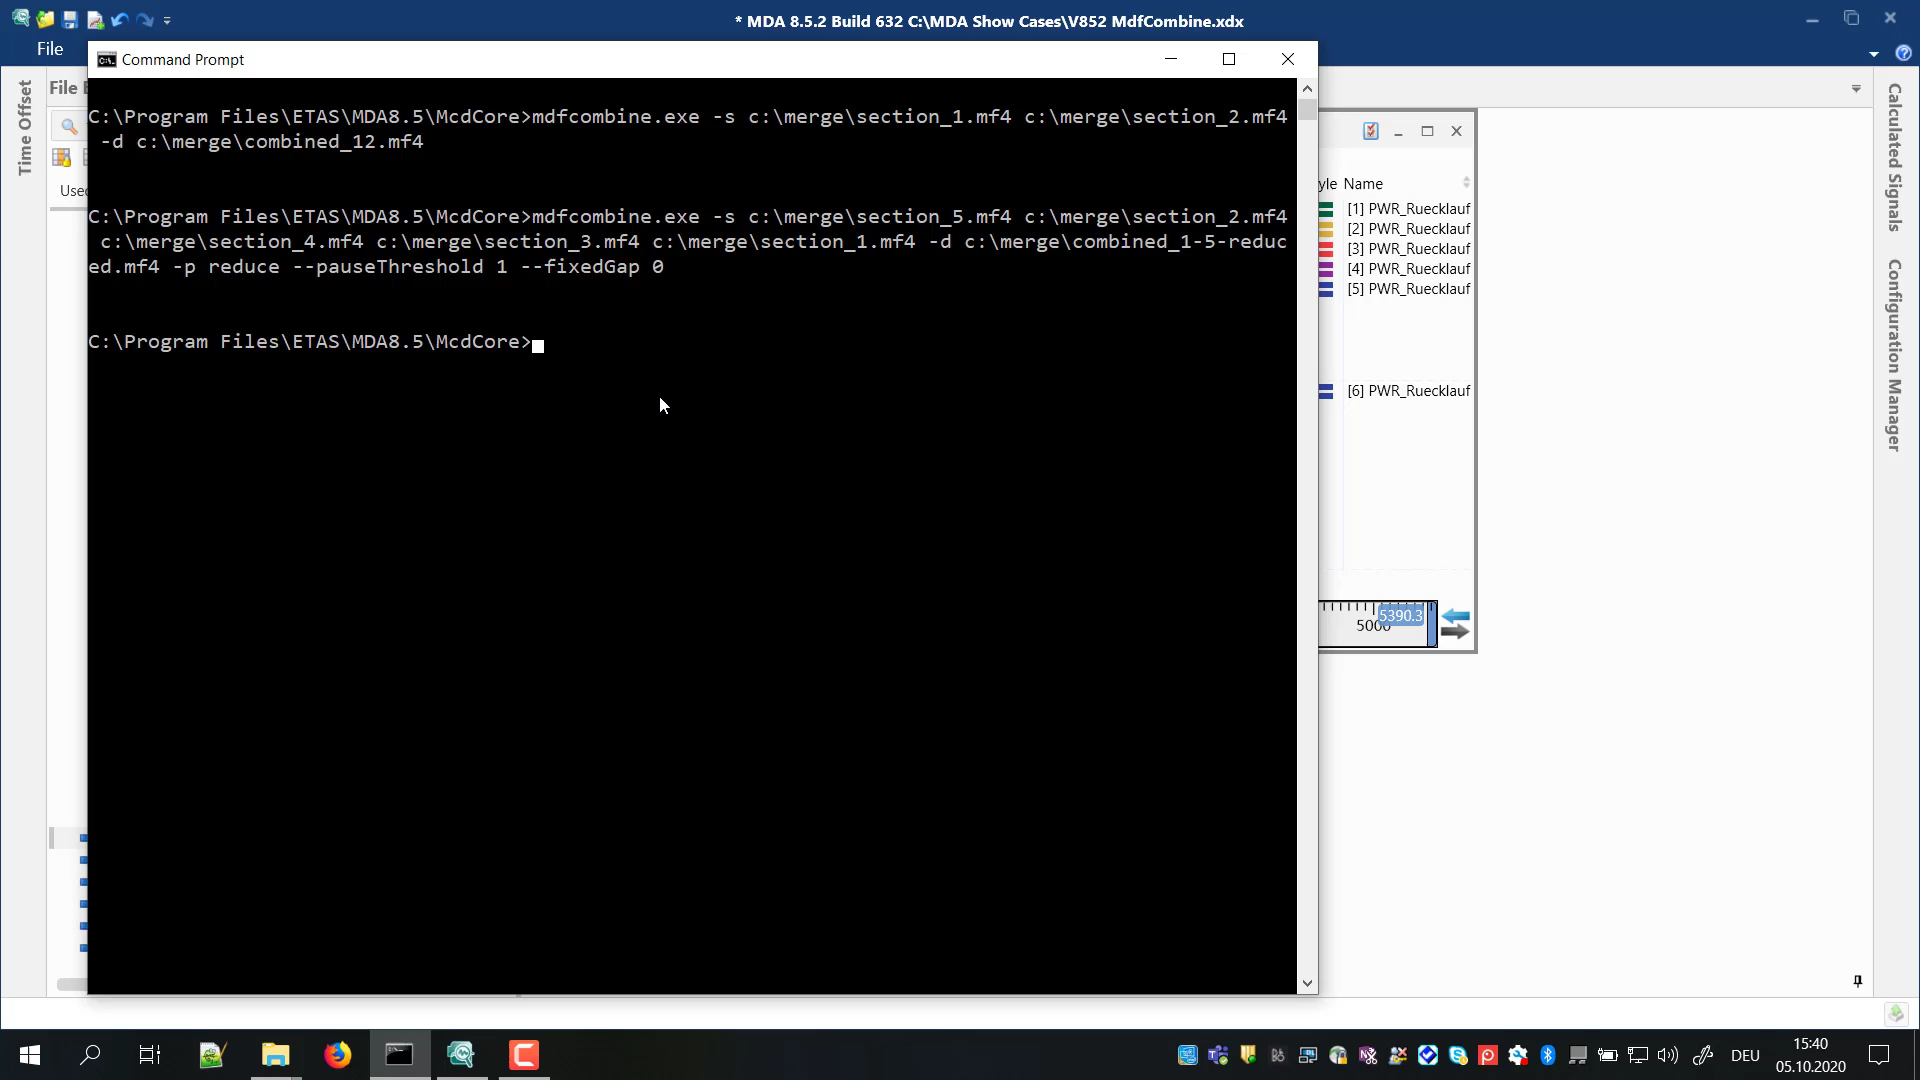 * MDA 8.5.2 Build 632 C:\MDA Show Cases\V852 MdfCombine.xdx
File
Command Prompt
Time Offset
C:\Program Files\ETAS\MDA8.5\McdCore>mdfcombine.exe -s c:\merge\section_1.mf4 c:\merge\section_2.mf4
-d c:\merge\combined_12.mf4
C:\Program Files\ETAS\MDA8.5\McdCore>mdfcombine.exe -s c:\merge\section_5.mf4 c:\merge\section_2.mf4
c:\merge\section_4.mf4 c:\merge\section_3.mf4 c:\merge\section_1.mf4 -d c:\merge\combined_1-5-reduc
ed.mf4 -p reduce --pauseThreshold 1 --fixedGap 0
C:\Program Files\ETAS\MDA8.5\McdCore>
Name
[1] PWR_Ruecklauf
[2] PWR_Ruecklauf
[3] PWR_Ruecklauf
[4] PWR_Ruecklauf
[5] PWR_Ruecklauf
[6] PWR_Ruecklauf
5390.3
5000
Calculated Signals
Configuration Manager
DEU
15:40
05.10.2020